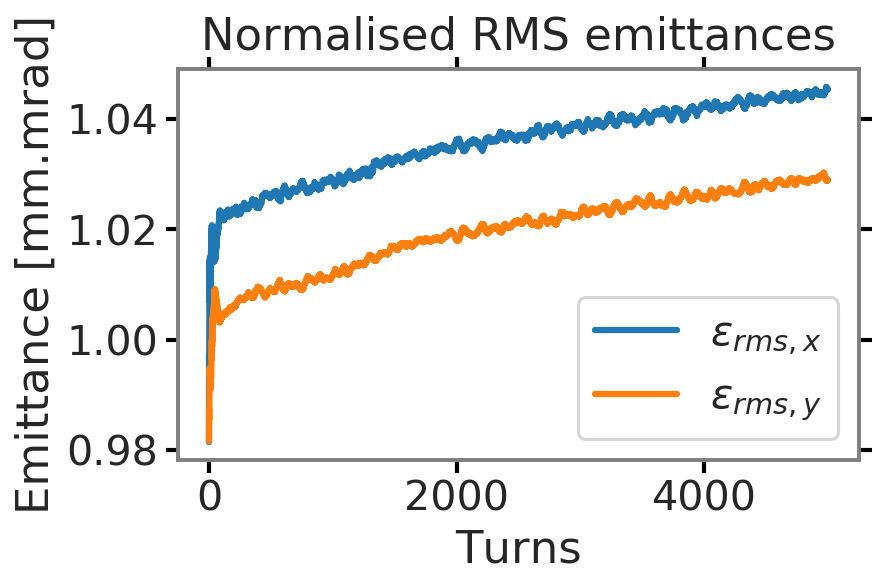 Normalised RMS emittances
Emittance [mm.mrad]
1.04
1.02
1.00
0.98
ε_{rms, x}
ε_{rms, y}
0 2000 4000
Turns